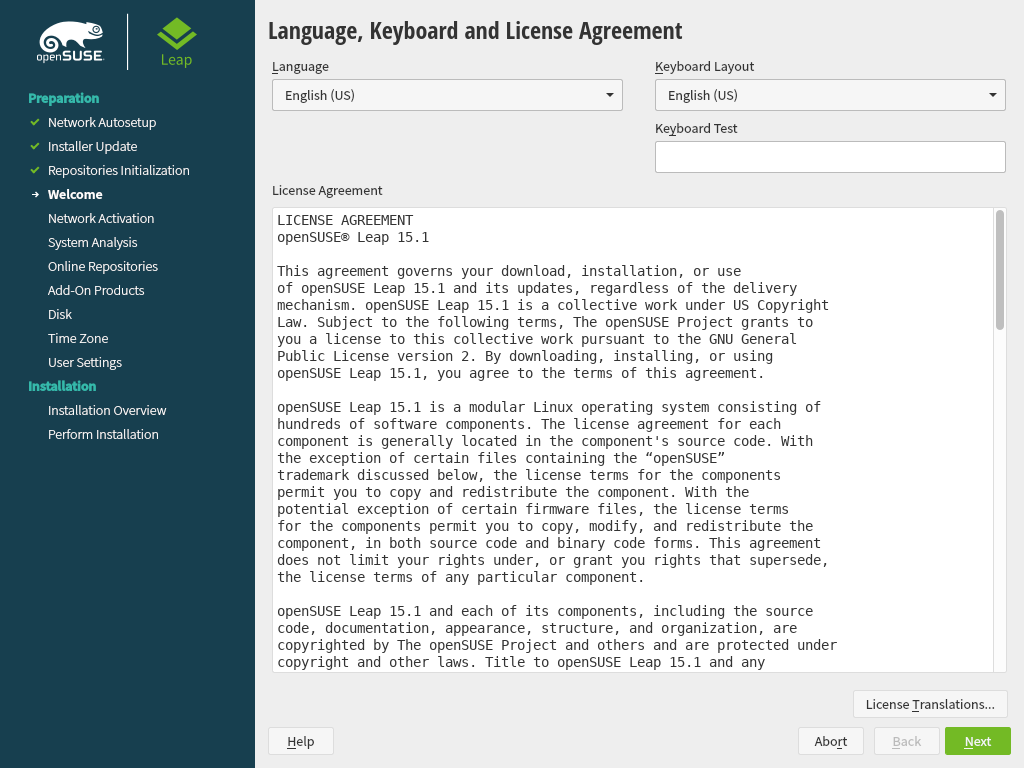 openSUSE
Leap
Preparation
Network Autosetup
Installer Update
Repositories Initialization
Welcome
Network Activation
System Analysis
Online Repositories
Add-On Products
Disk
Time Zone
User Settings
Installation
Installation Overview
Perform Installation
Language, Keyboard and License Agreement
Language
English (US)
Keyboard Layout
English (US)
Keyboard Test
License Agreement
LICENSE AGREEMENT
openSUSE® Leap 15.1
This agreement governs your download, installation, or use
of openSUSE Leap 15.1 and its updates, regardless of the delivery
mechanism. openSUSE Leap 15.1 is a collective work under US Copyright
Law. Subject to the following terms, The openSUSE Project grants to
you a license to this collective work pursuant to the GNU General
Public License version 2. By downloading, installing, or using
openSUSE Leap 15.1, you agree to the terms of this agreement.
openSUSE Leap 15.1 is a modular Linux operating system consisting of
hundreds of software components. The license agreement for each
component is generally located in the component's source code. With
the exception of certain files containing the “openSUSE”
trademark discussed below, the license terms for the components
permit you to copy and redistribute the component. With the
potential exception of certain firmware files, the license terms
for the components permit you to copy, modify, and redistribute the
component, in both source code and binary code forms. This agreement
does not limit your rights under, or grant you rights that supersede,
the license terms of any particular component.
openSUSE Leap 15.1 and each of its components, including the source
code, documentation, appearance, structure, and organization, are
copyrighted by The openSUSE Project and others and are protected under
copyright and other laws. Title to openSUSE Leap 15.1 and any
License Translations...
Help
Abort
Back
Next